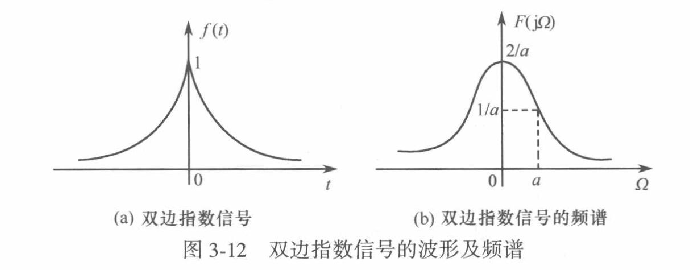 f(t)
1
0
t
(a) 双边指数信号
F(jΩ)
2/a
1/a
0
a
Ω
(b) 双边指数信号的频谱
图 3-12 双边指数信号的波形及频谱